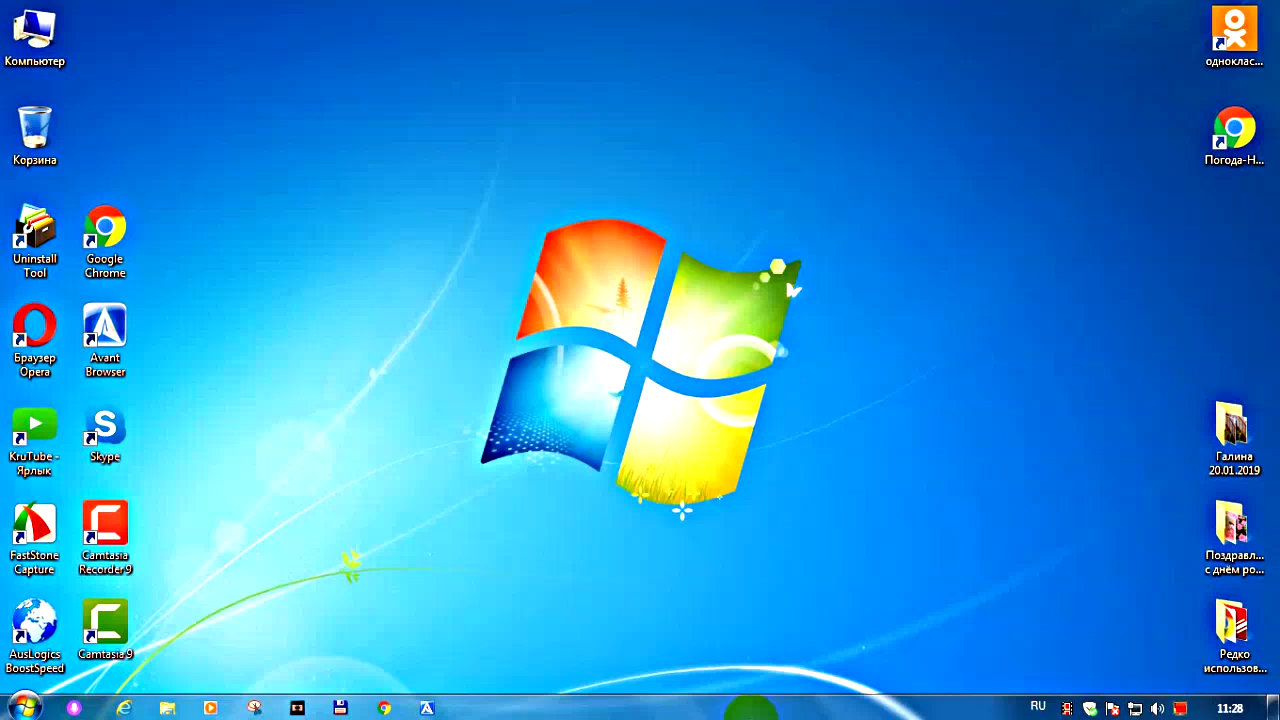 Компьютер
Корзина
Uninstall
Tool
Google
Chrome
Браузер
Opera
Avant
Browser
KruTube -
Ярлык
Skype
FastStone
Capture
Camtasia
Recorder 9
AusLogics
BoostSpeed
Camtasia 9
одноклас...
Погода-Н...
Галина
20.01.2019
Поздравл...
с днём ро...
Редко
использов...
RU
11:28